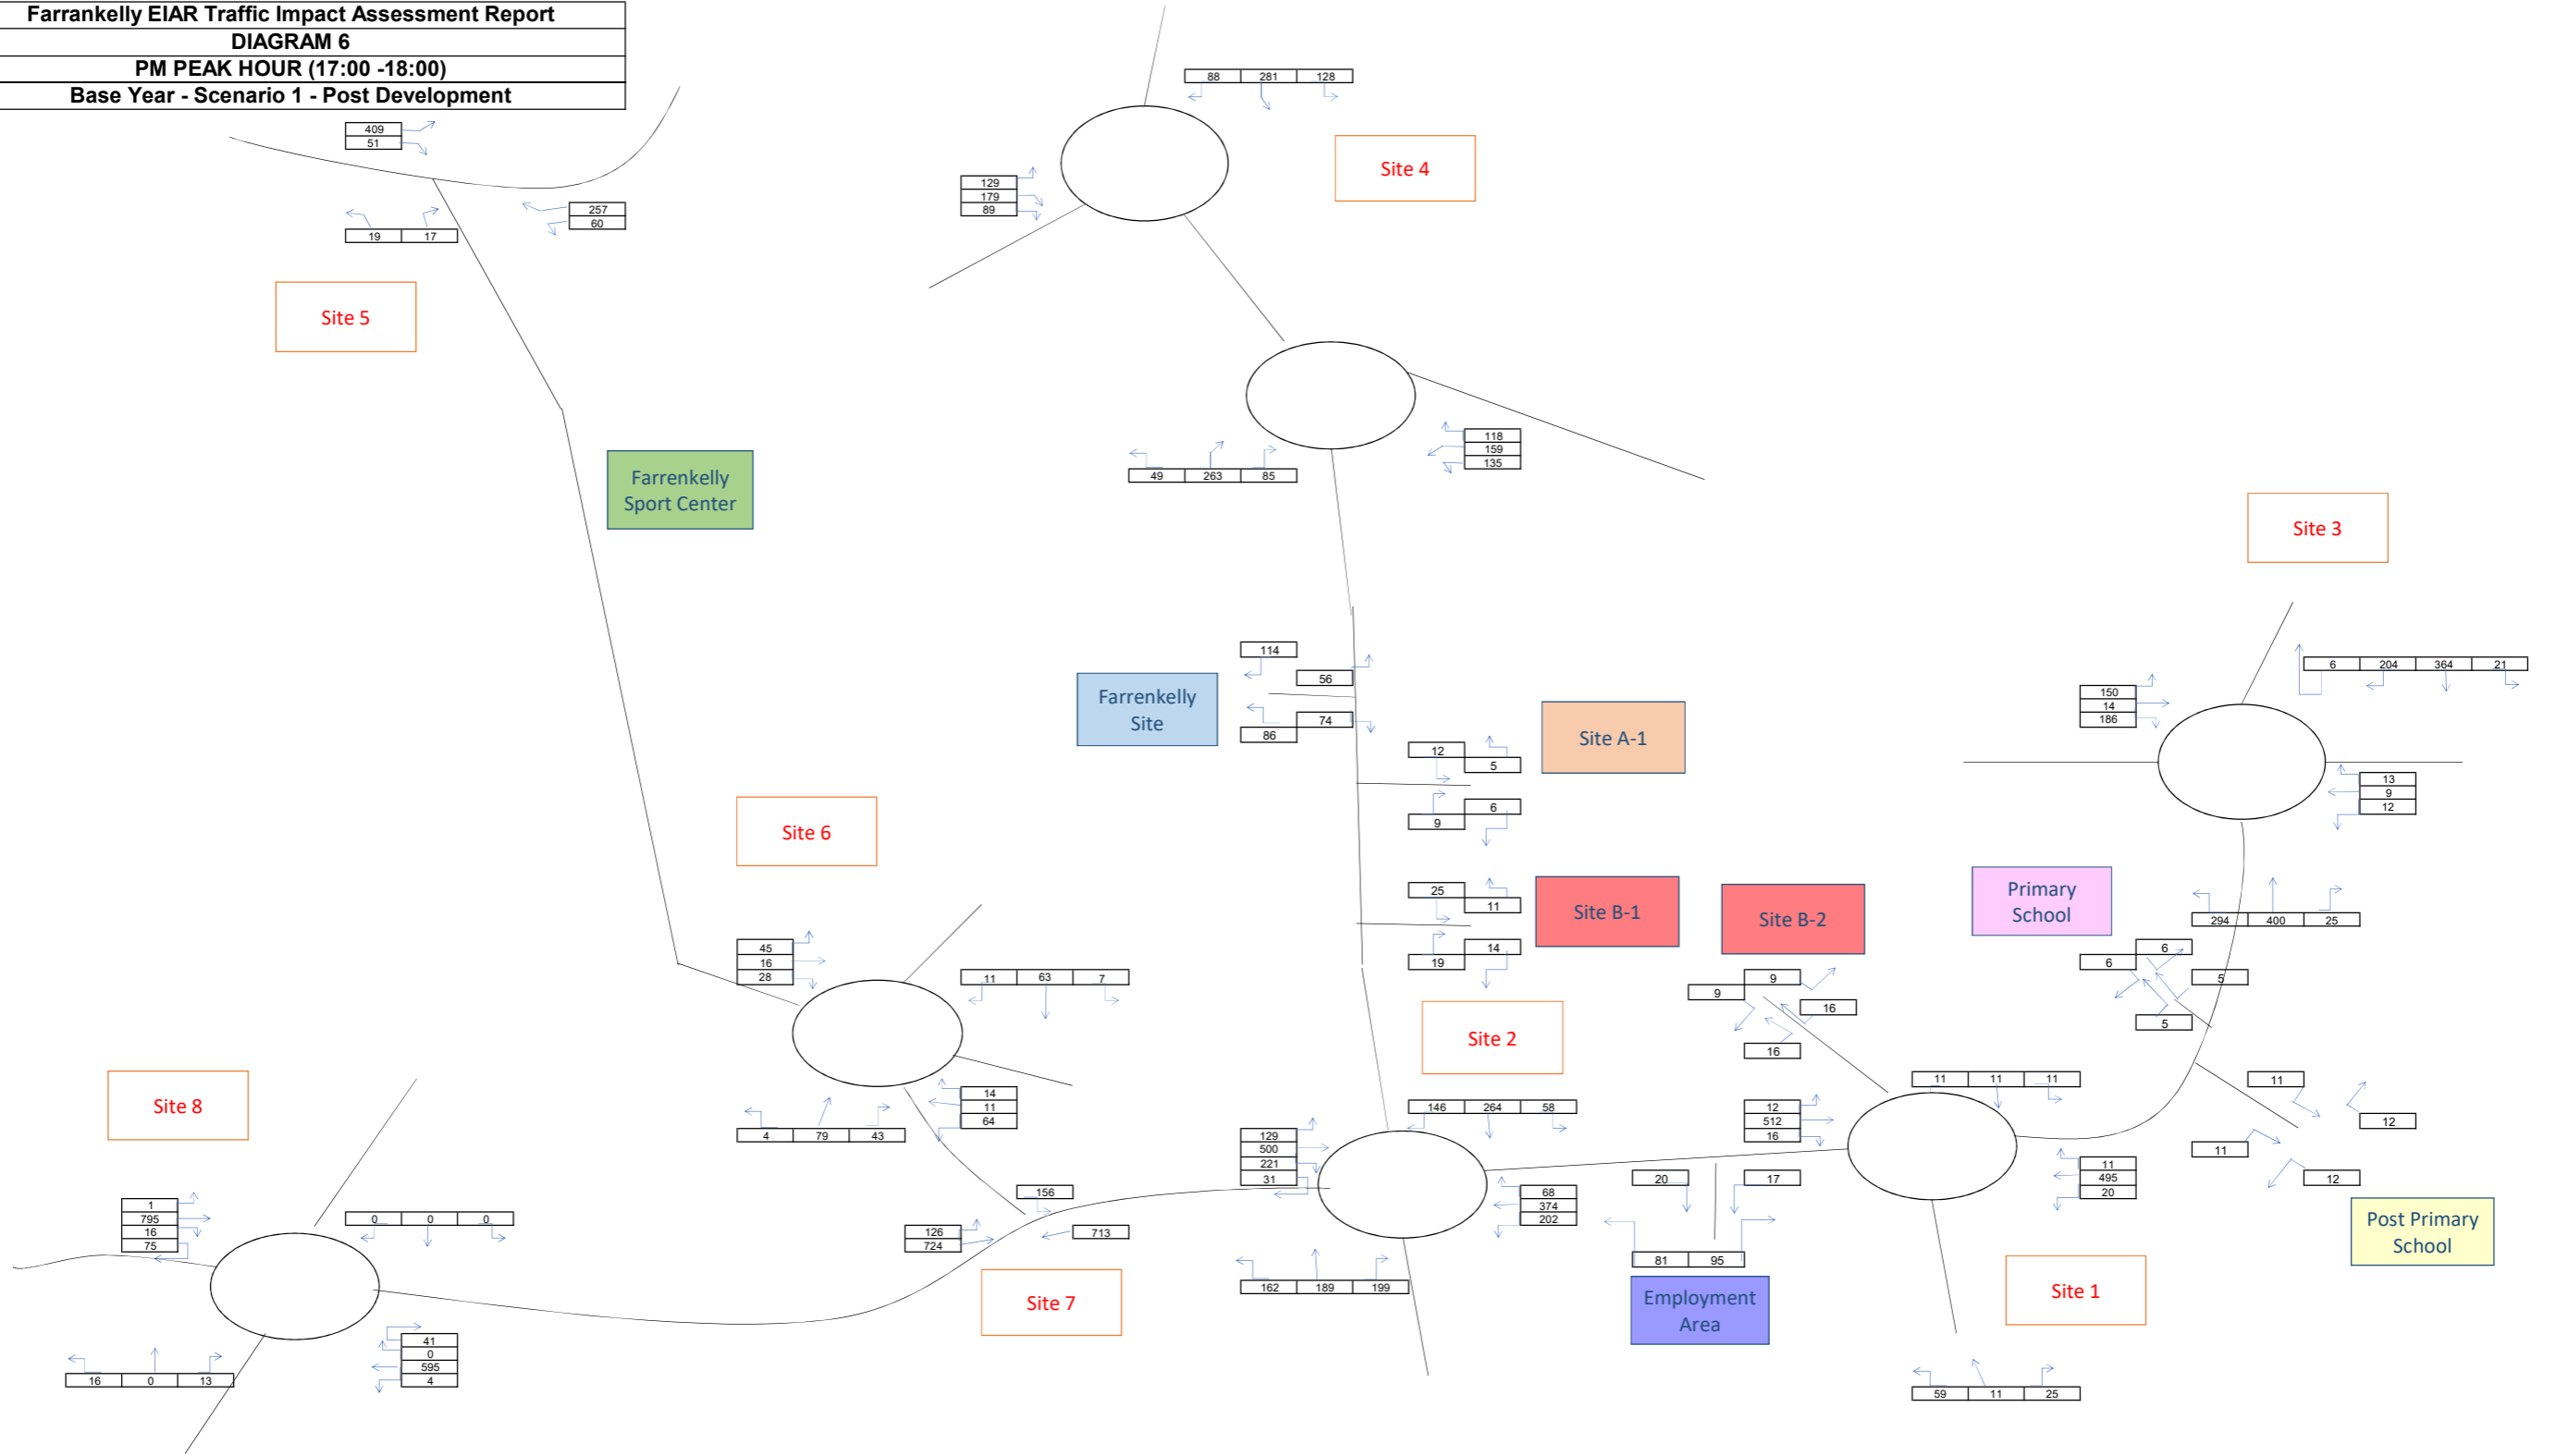 Farrankelly EIAR Traffic Impact Assessment Report
DIAGRAM 6
PM PEAK HOUR (17:00 -18:00)
Base Year - Scenario 1 - Post Development
409
51
257
60
19 17
Site 5
88 281 128
Site 4
129
179
89
118
159
135
49 263 85
Farrenkelly
Sport Center
Site 3
114
56
Farrenkelly
Site
74
86
12
5
Site A-1
6
9
6 204 364 21
150
14
186
13
9
12
Site 6
25
11
Site B-1
14
19
Site B-2
Primary
School
294 400 25
6
6
5
5
45
16
28
11 63 7
9
9
16
16
Site 2
14
11
64
4 79 43
Site 8
146 264 58
129
500
221
31
12
512
16
11 11 11
11
12
11
12
11
495
20
68
374
202
20 17
81 95
Employment
Area
162 189 199
156
126
724
713
Site 7
1
795
16
75
0 0 0
41
0
595
4
16 0 13
Post Primary
School
Site 1
59 11 25